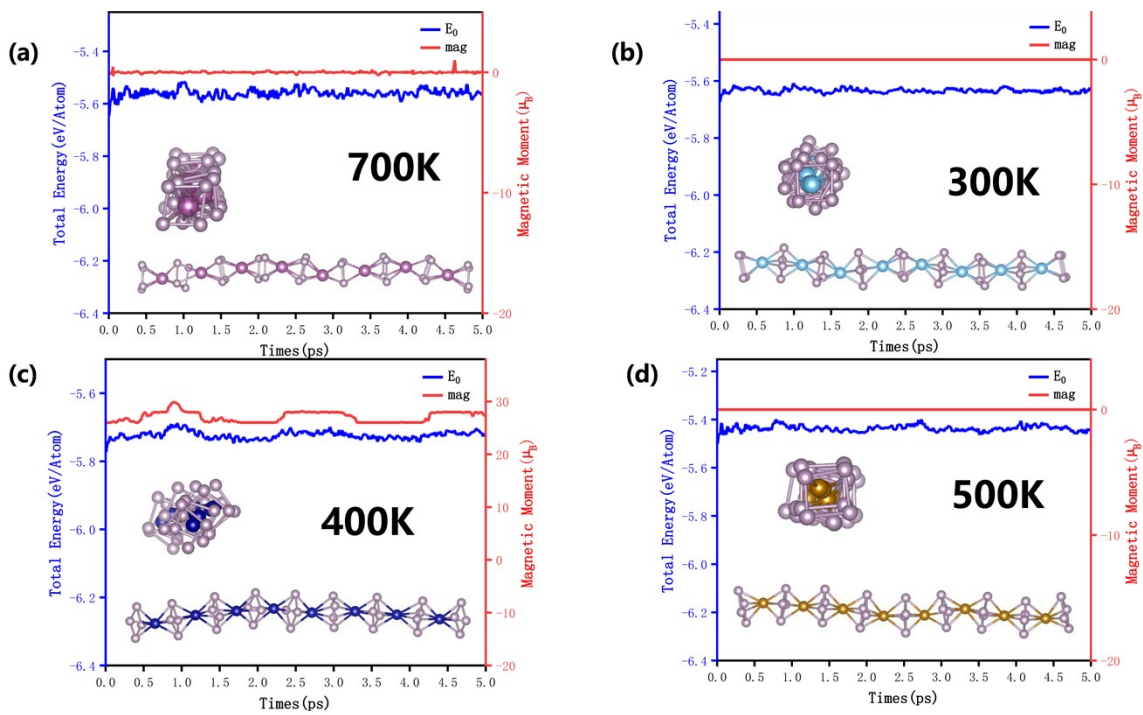 (a)
E₀
mag
-5.4
-5.6
-5.8
-6.0
-6.2
-6.4
Total Energy(eV/Atom)
700K
0
-10
-20
Magnetic Moment(μB)
0.0 0.5 1.0 1.5 2.0 2.5 3.0 3.5 4.0 4.5 5.0
Times(ps)
(b)
E₀
mag
-5.4
-5.6
-5.8
-6.0
-6.2
-6.4
Total Energy(eV/Atom)
300K
0
-10
-20
Magnetic Moment(μB)
0.0 0.5 1.0 1.5 2.0 2.5 3.0 3.5 4.0 4.5 5.0
Times(ps)
(c)
E₀
mag
-5.6
-5.8
-6.0
-6.2
-6.4
Total Energy(eV/Atom)
400K
30
20
10
0
-10
-20
Magnetic Moment(μB)
0.0 0.5 1.0 1.5 2.0 2.5 3.0 3.5 4.0 4.5 5.0
Times(ps)
(d)
E₀
mag
-5.2
-5.4
-5.6
-5.8
-6.0
-6.2
-6.4
Total Energy(eV/Atom)
500K
0
-10
-20
Magnetic Moment(μB)
0.0 0.5 1.0 1.5 2.0 2.5 3.0 3.5 4.0 4.5 5.0
Times(ps)